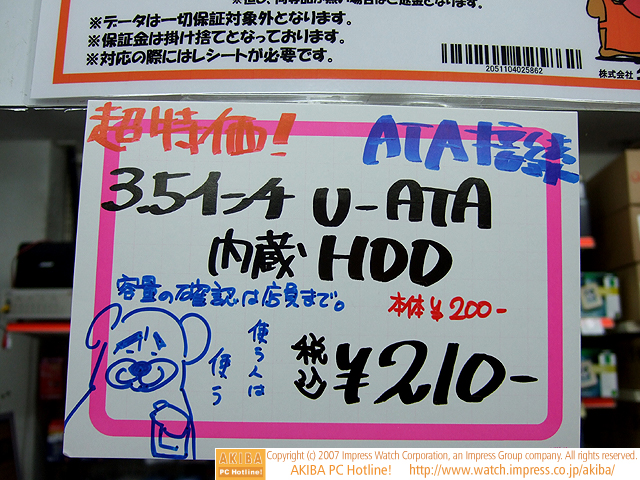 ※データは一切保証対象外となります。
※保証金は掛け捨てとなっております。
※対応の際にはレシートが必要です。
2051104025862
株式会社
超特価!
ATA接続
3.5インチ U-ATA
内蔵 HDD
容量の確認は店員まで。
本体¥200-
使う人は
使う
税込 ¥210-
AKIBA
PC Hotline!
Copyright (c) 2007 Impress Watch Corporation, an Impress Group company. All rights reserved.
AKIBA PC Hotline! http://www.watch.impress.co.jp/akiba/